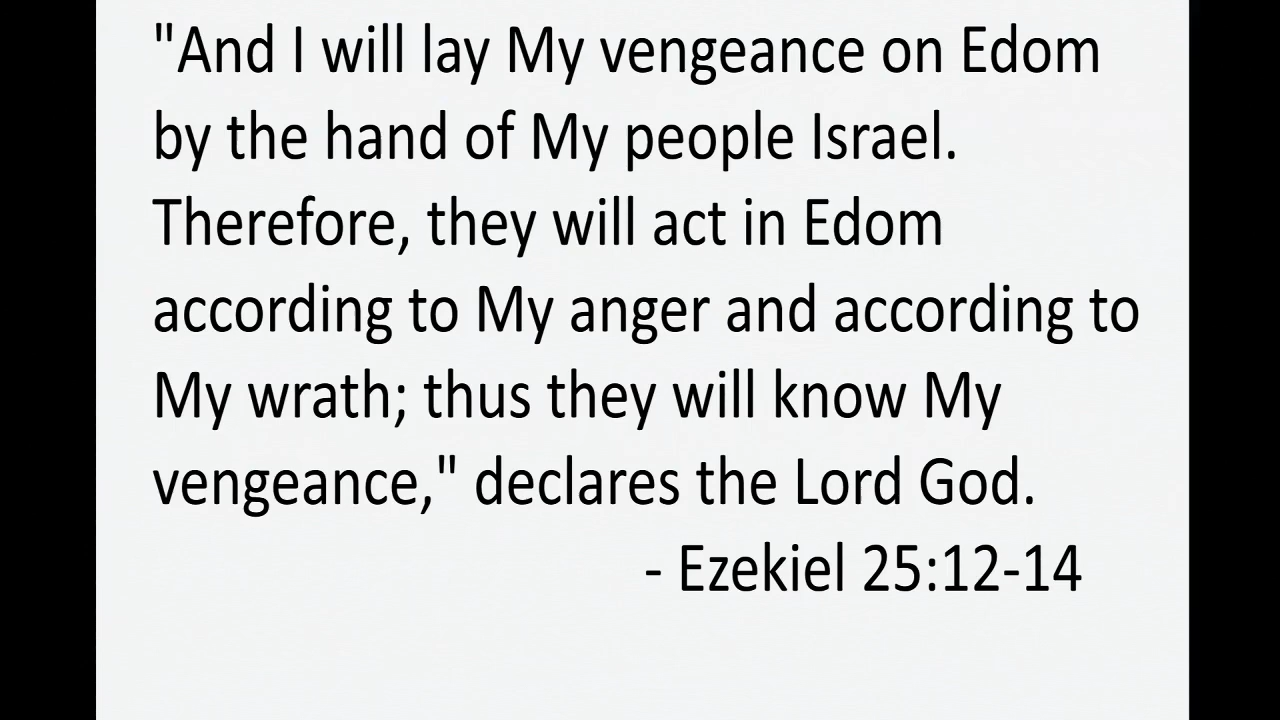 "And I will lay My vengeance on Edom
by the hand of My people Israel.
Therefore, they will act in Edom
according to My anger and according to
My wrath; thus they will know My
vengeance," declares the Lord God.
- Ezekiel 25:12-14